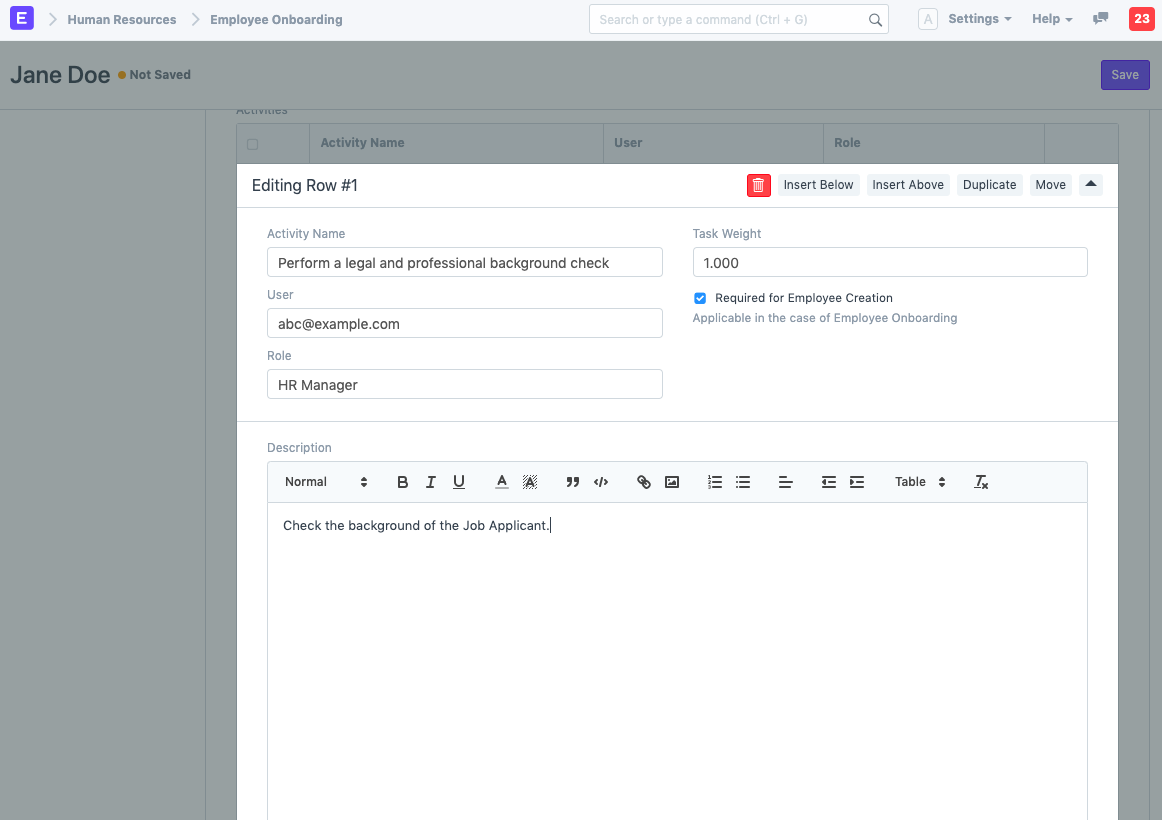 E Human Resources Employee Onboarding Search or type a command (Ctrl + G) A Settings Help 23
Jane Doe Not Saved Save
Activities
Activity Name User Role
Editing Row #1 Insert Below Insert Above Duplicate Move
Activity Name Task Weight
Perform a legal and professional background check 1.000
User Required for Employee Creation
abc@example.com Applicable in the case of Employee Onboarding
Role
HR Manager
Description
Normal B I U A A Table
Check the background of the Job Applicant.